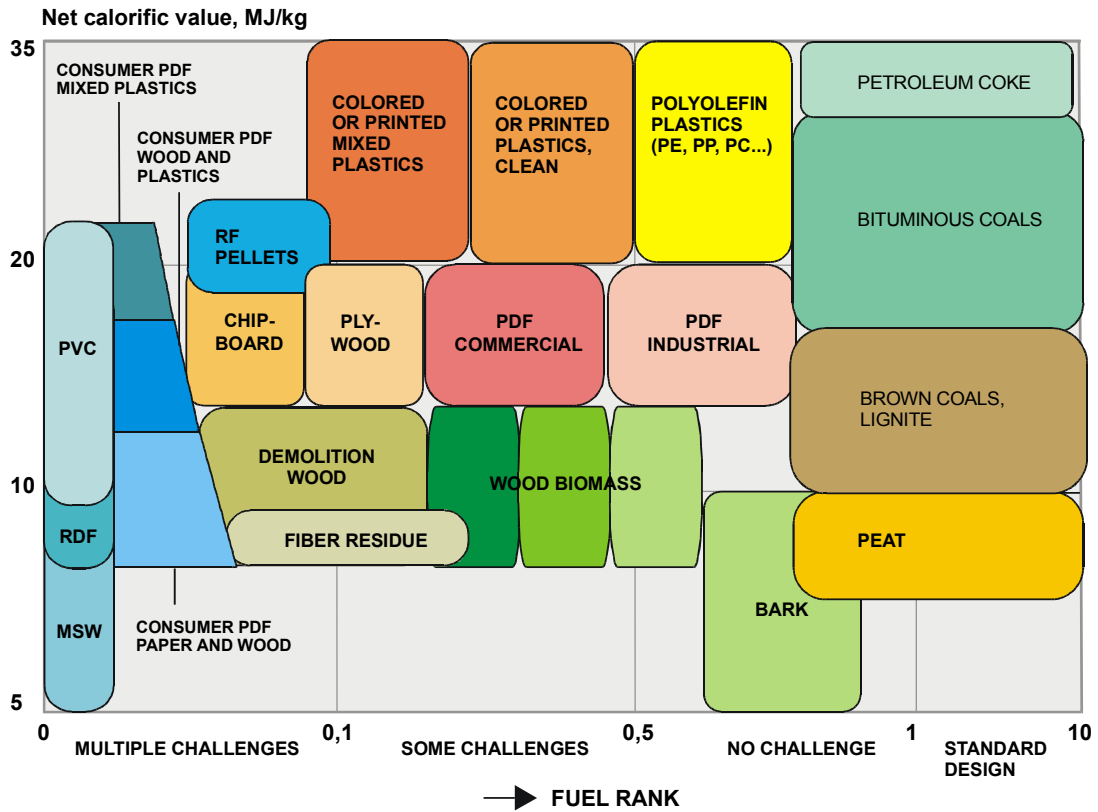 Net calorific value, MJ/kg
35
20
10
5
CONSUMER PDF
MIXED PLASTICS
CONSUMER PDF
WOOD AND
PLASTICS
COLORED
OR PRINTED
MIXED
PLASTICS
COLORED
OR PRINTED
PLASTICS,
CLEAN
POLYOLEFIN
PLASTICS
(PE, PP, PC...)
PETROLEUM COKE
BITUMINOUS COALS
RF
PELLETS
PVC
CHIP-
BOARD
PLY-
WOOD
PDF
COMMERCIAL
PDF
INDUSTRIAL
BROWN COALS,
LIGNITE
DEMOLITION
WOOD
WOOD BIOMASS
RDF
FIBER RESIDUE
PEAT
MSW
CONSUMER PDF
PAPER AND WOOD
BARK
0
0,1
0,5
1
10
MULTIPLE CHALLENGES
SOME CHALLENGES
NO CHALLENGE
STANDARD
DESIGN
FUEL RANK